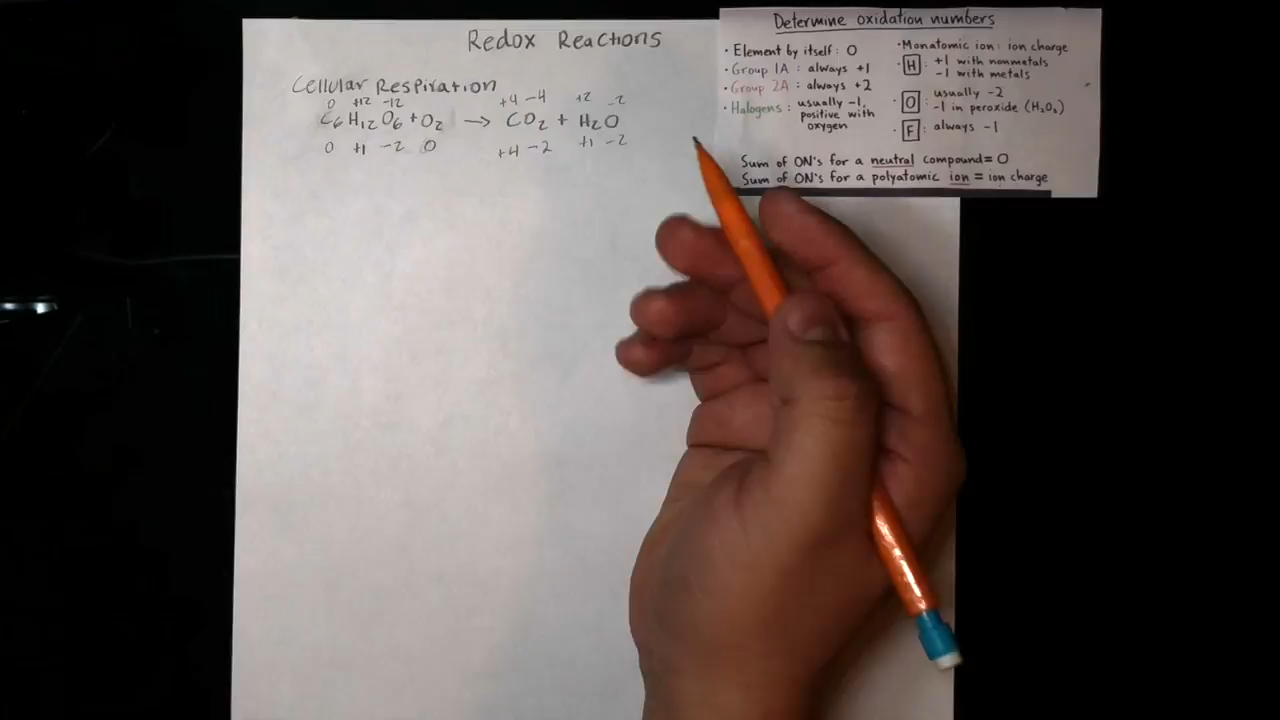 Redox Reactions
Cellular Respiration
0 +12 -12 +4 -4 +2 -2
C6H12O6 + O2 → CO2 + H2O
0 +1 -2 0 +4 -2 +1 -2
Determine oxidation numbers
• Element by itself: 0
• Group 1A: always +1
• Group 2A: always +2
• Halogens: usually -1,
positive with
oxygen
• Monatomic ion: ion charge
• H : +1 with nonmetals
-1 with metals
• O : usually -2
-1 in peroxide (H2O2)
• F : always -1
Sum of ON's for a neutral compound = 0
Sum of ON's for a polyatomic ion = ion charge